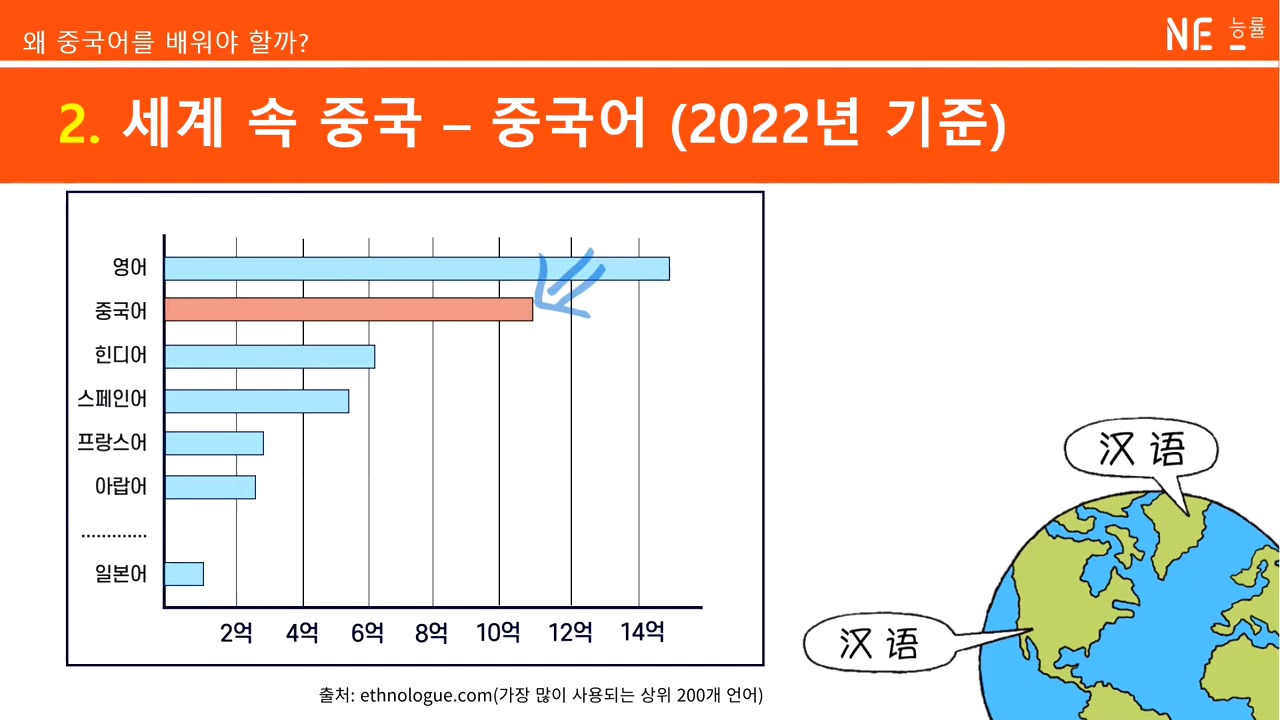 왜 중국어를 배워야 할까?
NE 능률
2. 세계 속 중국 – 중국어 (2022년 기준)
영어
중국어
힌디어
스페인어
프랑스어
아랍어
.............
일본어
2억 4억 6억 8억 10억 12억 14억
출처: ethnologue.com(가장 많이 사용되는 상위 200개 언어)
汉语
汉语